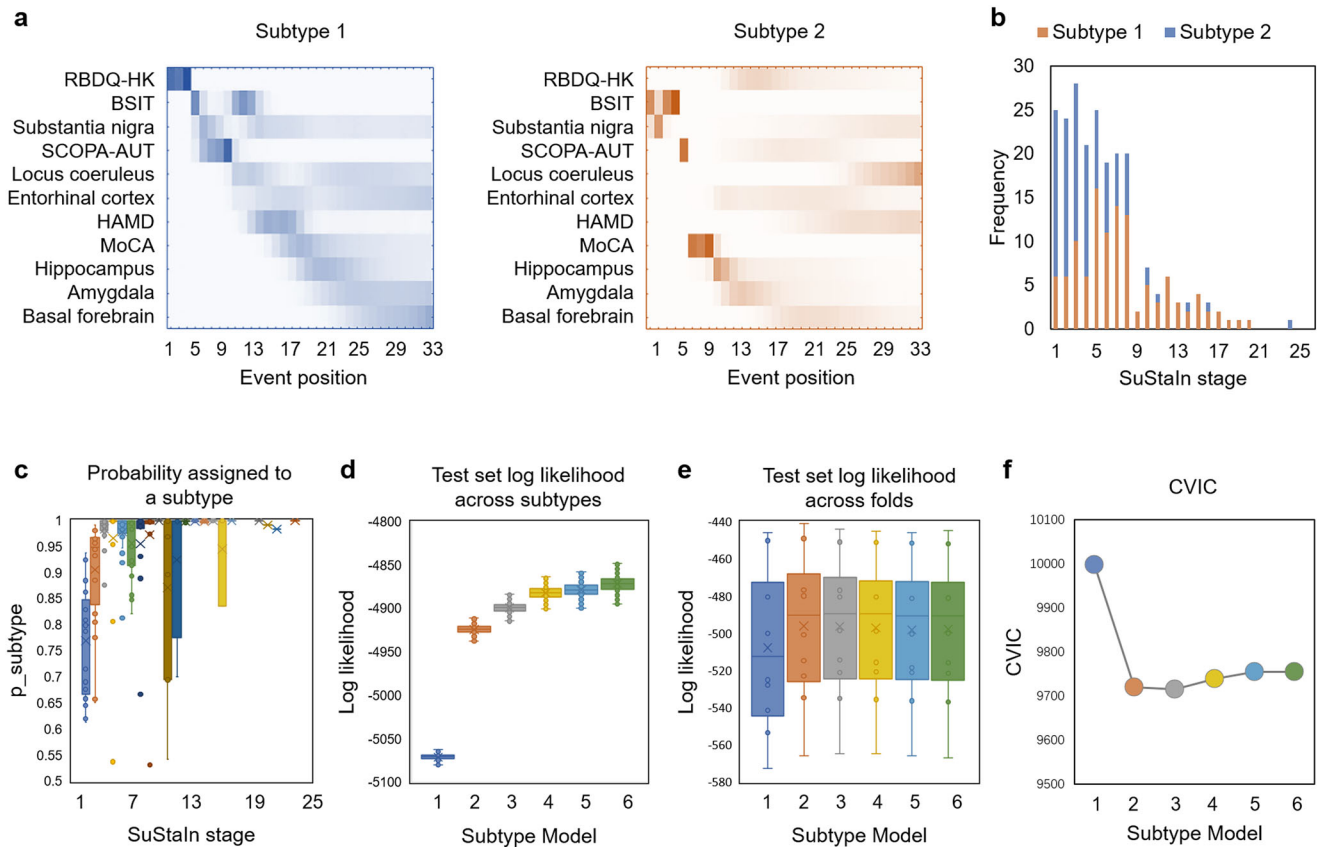 a
Subtype 1
RBDQ-HK
BSIT
Substantia nigra
SCOPA-AUT
Locus coeruleus
Entorhinal cortex
HAMD
MoCA
Hippocampus
Amygdala
Basal forebrain
1 5 9 13 17 21 25 29 33
Event position
Subtype 2
RBDQ-HK
BSIT
Substantia nigra
SCOPA-AUT
Locus coeruleus
Entorhinal cortex
HAMD
MoCA
Hippocampus
Amygdala
Basal forebrain
1 5 9 13 17 21 25 29 33
Event position
b
Subtype 1 Subtype 2
Frequency
30
25
20
15
10
5
0
1 5 9 13 17 21 25
SuStaIn stage
c
Probability assigned to
a subtype
p_subtype
1
0.95
0.9
0.85
0.8
0.75
0.7
0.65
0.6
0.55
0.5
1 7 13 19 25
SuStaIn stage
d
Test set log likelihood
across subtypes
Log likelihood
-4800
-4850
-4900
-4950
-5000
-5050
-5100
1 2 3 4 5 6
Subtype Model
e
Test set log likelihood
across folds
Log likelihood
-440
-460
-480
-500
-520
-540
-560
-580
1 2 3 4 5 6
Subtype Model
f
CVIC
CVIC
10100
10000
9900
9800
9700
9600
9500
1 2 3 4 5 6
Subtype Model